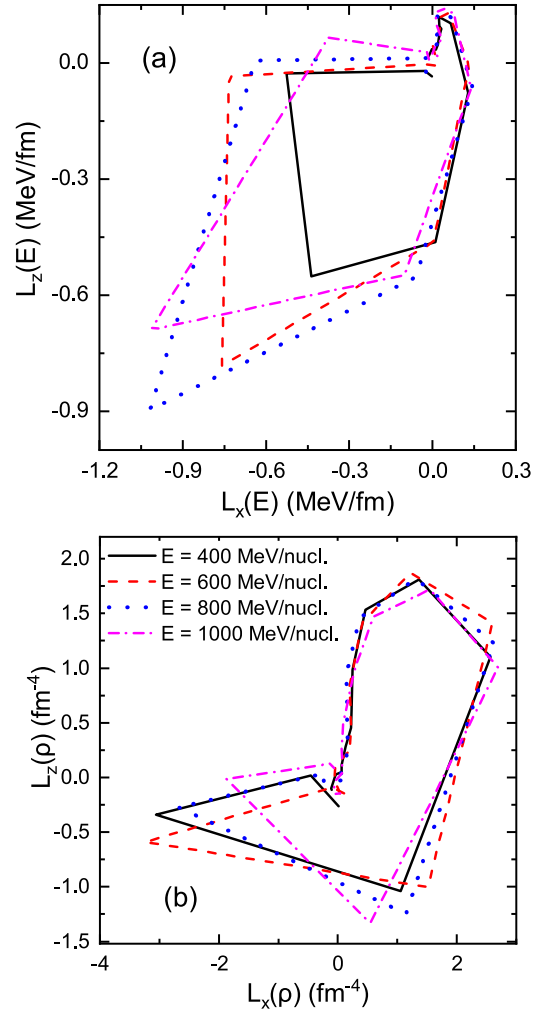 (a)
0.0
-0.3
-0.6
-0.9
L_z(E) (MeV/fm)
-1.2 -0.9 -0.6 -0.3 0.0 0.3
L_x(E) (MeV/fm)
E = 400 MeV/nucl.
E = 600 MeV/nucl.
E = 800 MeV/nucl.
E = 1000 MeV/nucl.
2.0
1.5
1.0
0.5
0.0
-0.5
-1.0
-1.5
L_z(ρ) (fm⁻⁴)
(b)
-4 -2 0 2
L_x(ρ) (fm⁻⁴)